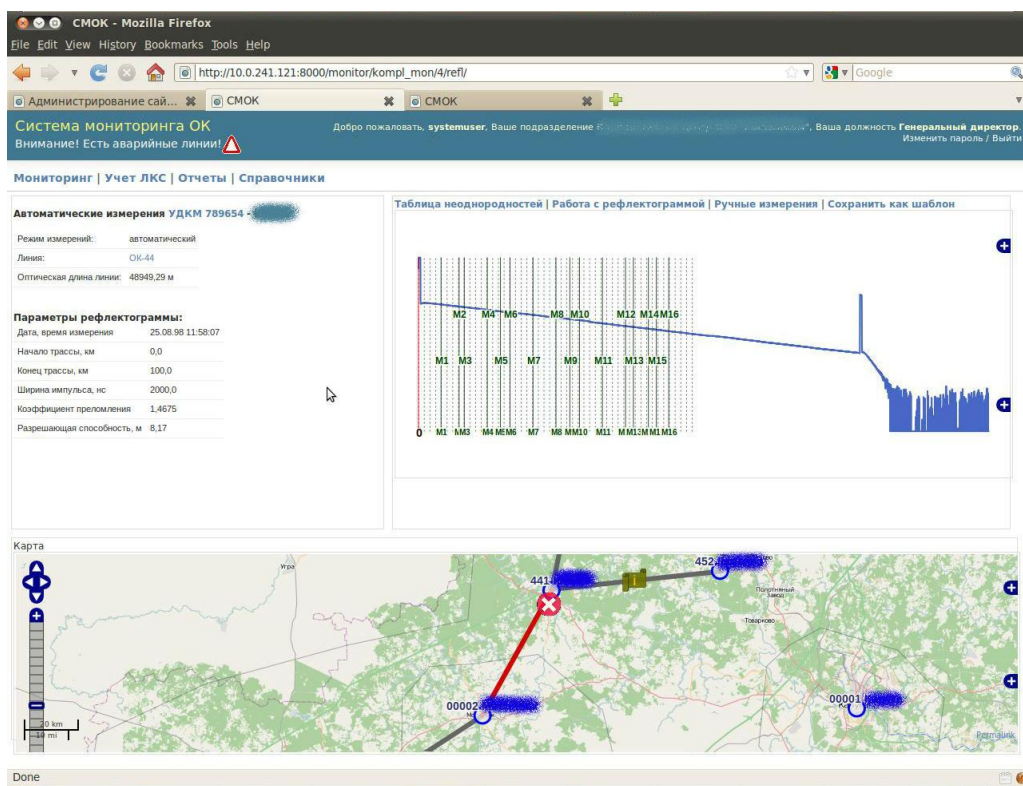 СМОК - Mozilla Firefox
File Edit View History Bookmarks Tools Help
http://10.0.241.121:8000/monitor/kompl_mon/4/refl/
Google
Администрирование сай... СМОК СМОК
Система мониторинга ОК
Внимание! Есть аварийные линии!
Добро пожаловать, systemuser, Ваше подразделение
, Ваша должность Генеральный директор.
Изменить пароль / Выйти
Мониторинг | Учет ЛКС | Отчеты | Справочники
Автоматические измерения УДКМ 789654 -
Режим измерений: автоматический
Линия: ОК-44
Оптическая длина линии: 48949,29 м
Параметры рефлектограммы:
Дата, время измерения 25.08.98 11:58:07
Начало трассы, км 0,0
Конец трассы, км 100,0
Ширина импульса, нс 2000,0
Коэффициент преломления 1,4675
Разрешающая способность, м 8,17
Таблица неоднородностей | Работа с рефлектограммой | Ручные измерения | Сохранить как шаблон
M2 M4 M6 M8 M10 M12 M14 M16
M1 M3 M5 M7 M9 M11 M13 M15
0 M1 M3 M4 M6 M7 M8 M10 M11 M16
Карта
Угра
452
441
Полотняный
Завод
Товарково
00002
00001
20 km
10 mi
Permalink
Done